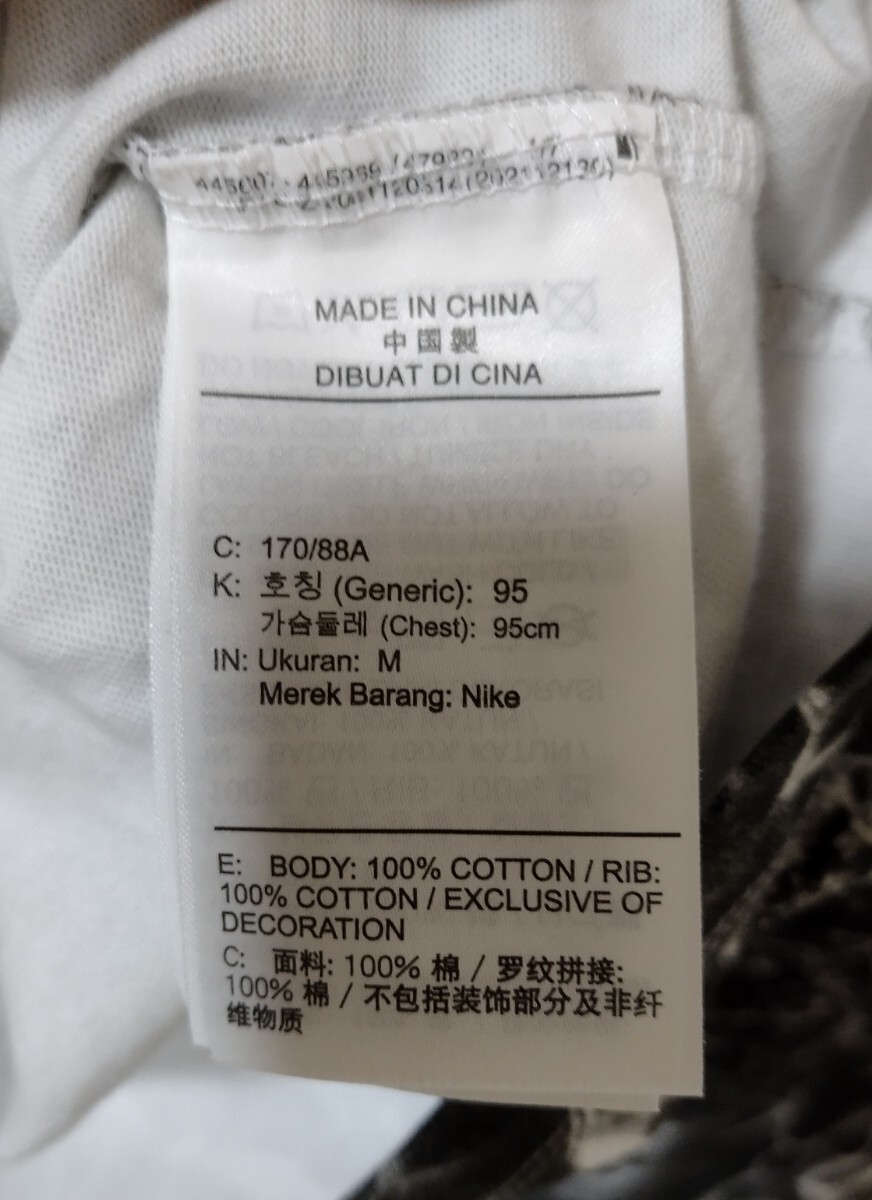 MADE IN CHINA
中国製
DIBUAT DI CINA
C: 170/88A
K: 호칭 (Generic): 95
가슴둘레 (Chest): 95cm
IN: Ukuran: M
Merek Barang: Nike
E: BODY: 100% COTTON / RIB:
100% COTTON / EXCLUSIVE OF
DECORATION
C: 面料: 100% 棉 / 罗纹拼接:
100% 棉 / 不包括装饰部分及非纤
维物质